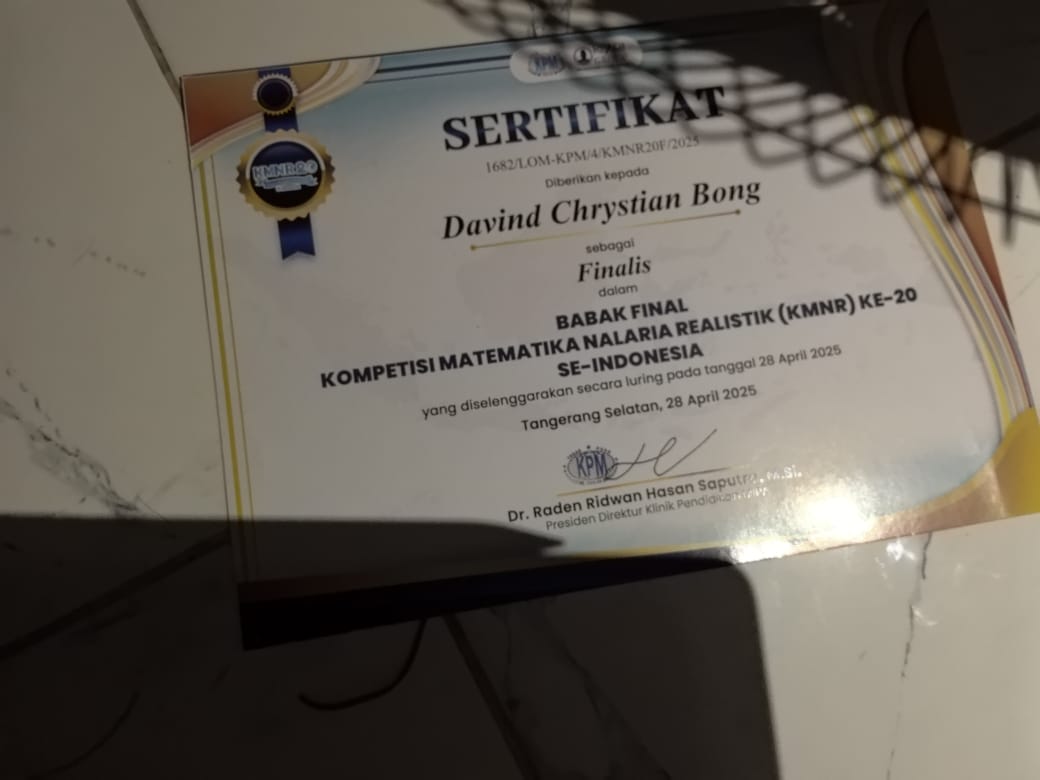 KPM
SERTIFIKAT
1682/LOM-KPM/4/KMNR20F/2025
Diberikan kepada
Davind Chrystian Bong
sebagai
Finalis
dalam
BABAK FINAL
KOMPETISI MATEMATIKA NALARIA REALISTIK (KMNR) KE-20
SE-INDONESIA
yang diselenggarakan secara luring pada tanggal 28 April 2025
Tangerang Selatan, 28 April 2025
KPM
Dr. Raden Ridwan Hasan Saputra, M.Si.
Presiden Direktur Klinik Pendidikan
KMNR20